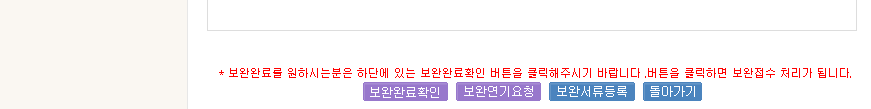 * 보완완료를 원하시는분은 하단에 있는 보완완료확인 버튼을 클릭해주시기 바랍니다 .버튼을 클릭하면 보완접수 처리가 됩니다.
보완완료확인 보완연기요청 보완서류등록 돌아가기